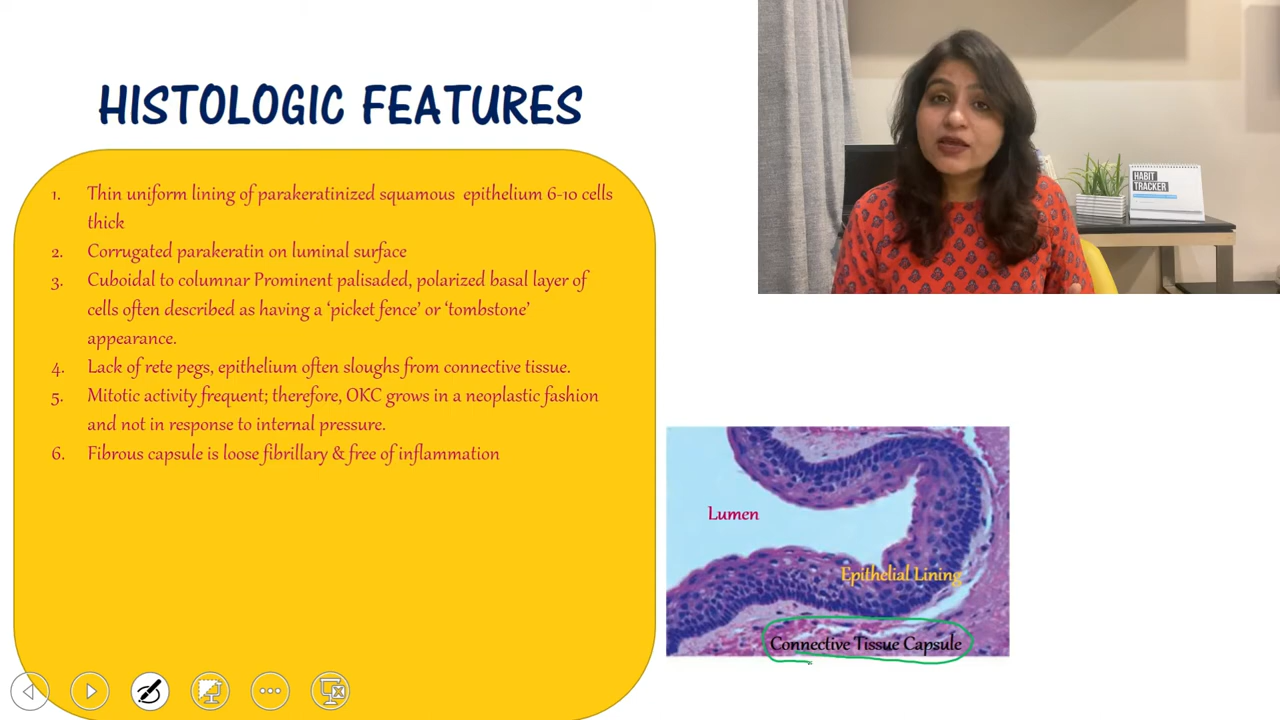 HISTOLOGIC FEATURES
1. Thin uniform lining of parakeratinized squamous epithelium 6-10 cells
thick
2. Corrugated parakeratin on luminal surface
3. Cuboidal to columnar Prominent palisaded, polarized basal layer of
cells often described as having a ‘picket fence’ or ‘tombstone’
appearance.
4. Lack of rete pegs, epithelium often sloughs from connective tissue.
5. Mitotic activity frequent; therefore, OKC grows in a neoplastic fashion
and not in response to internal pressure.
6. Fibrous capsule is loose fibrillary & free of inflammation
HABIT
TRACKER
Lumen
Epithelial Lining
Connective Tissue Capsule